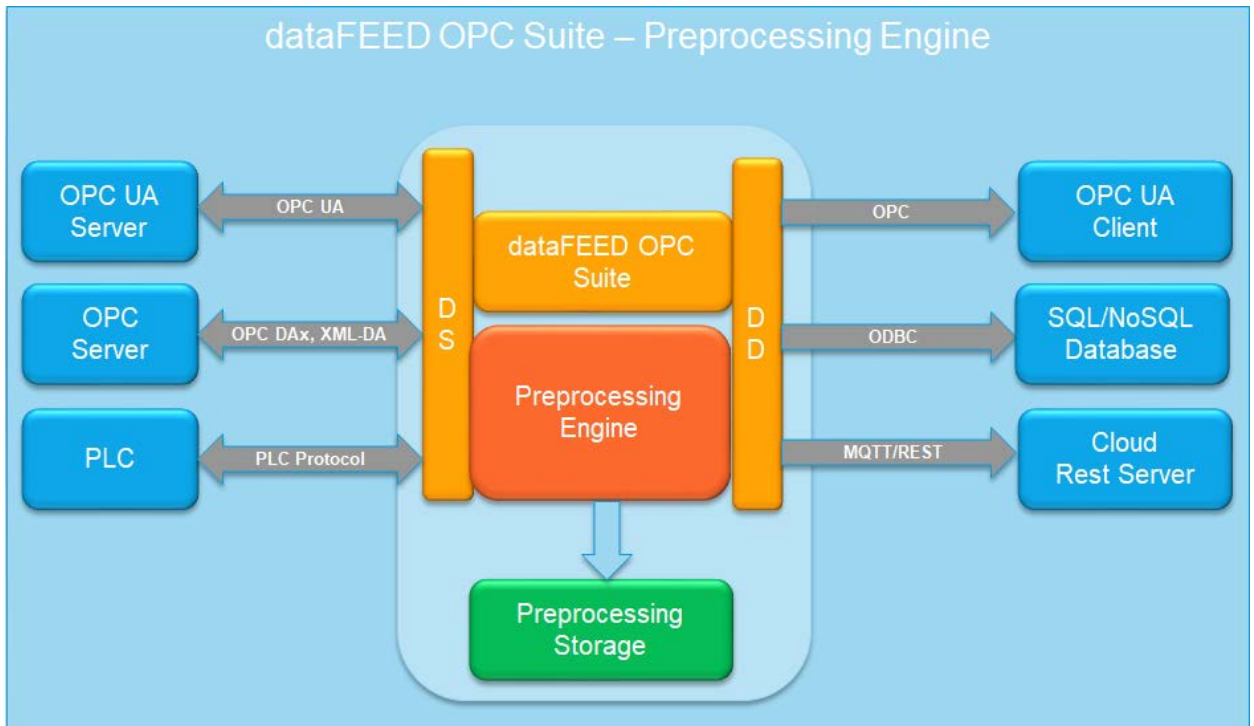 dataFEED OPC Suite – Preprocessing Engine
OPC UA
Server
OPC UA
OPC
Server
OPC DAx, XML-DA
PLC
PLC Protocol
D
S
dataFEED OPC
Suite
Preprocessing
Engine
Preprocessing
Storage
D
D
OPC
OPC UA
Client
ODBC
SQL/NoSQL
Database
MQTT/REST
Cloud
Rest Server